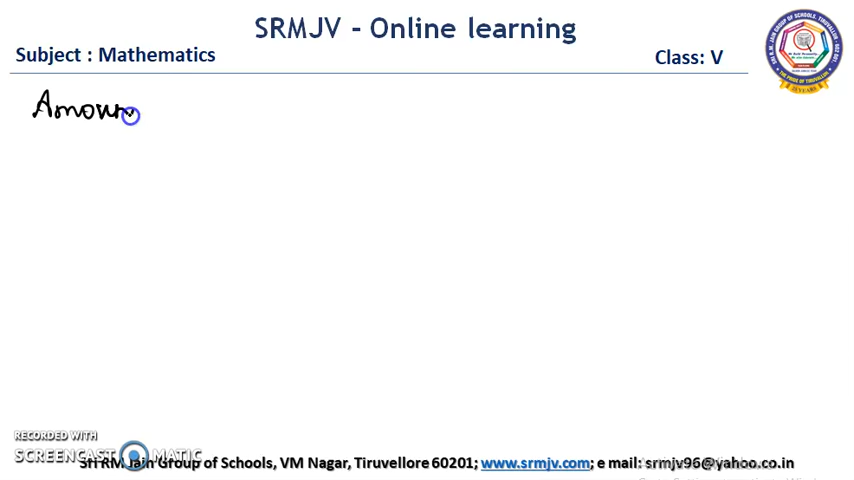 SRMJV - Online learning
Subject : Mathematics
Class: V
Amoun
RECORDED WITH
SCREENCAST MATIC
Sri RM Jain Group of Schools, VM Nagar, Tiruvellore 60201; www.srmjv.com; e mail: srmjv96@yahoo.co.in